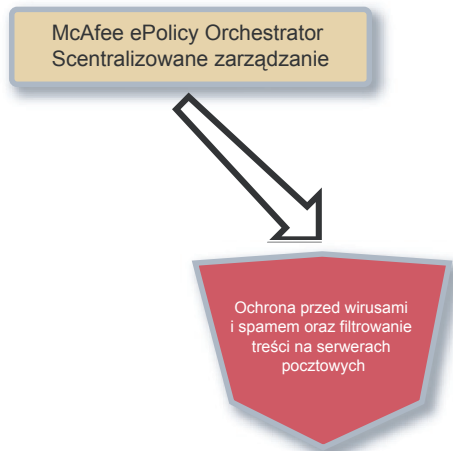 McAfee ePolicy Orchestrator
Scentralizowane zarządzanie
Ochrona przed wirusami
i spamem oraz filtrowanie
treści na serwerach
pocztowych